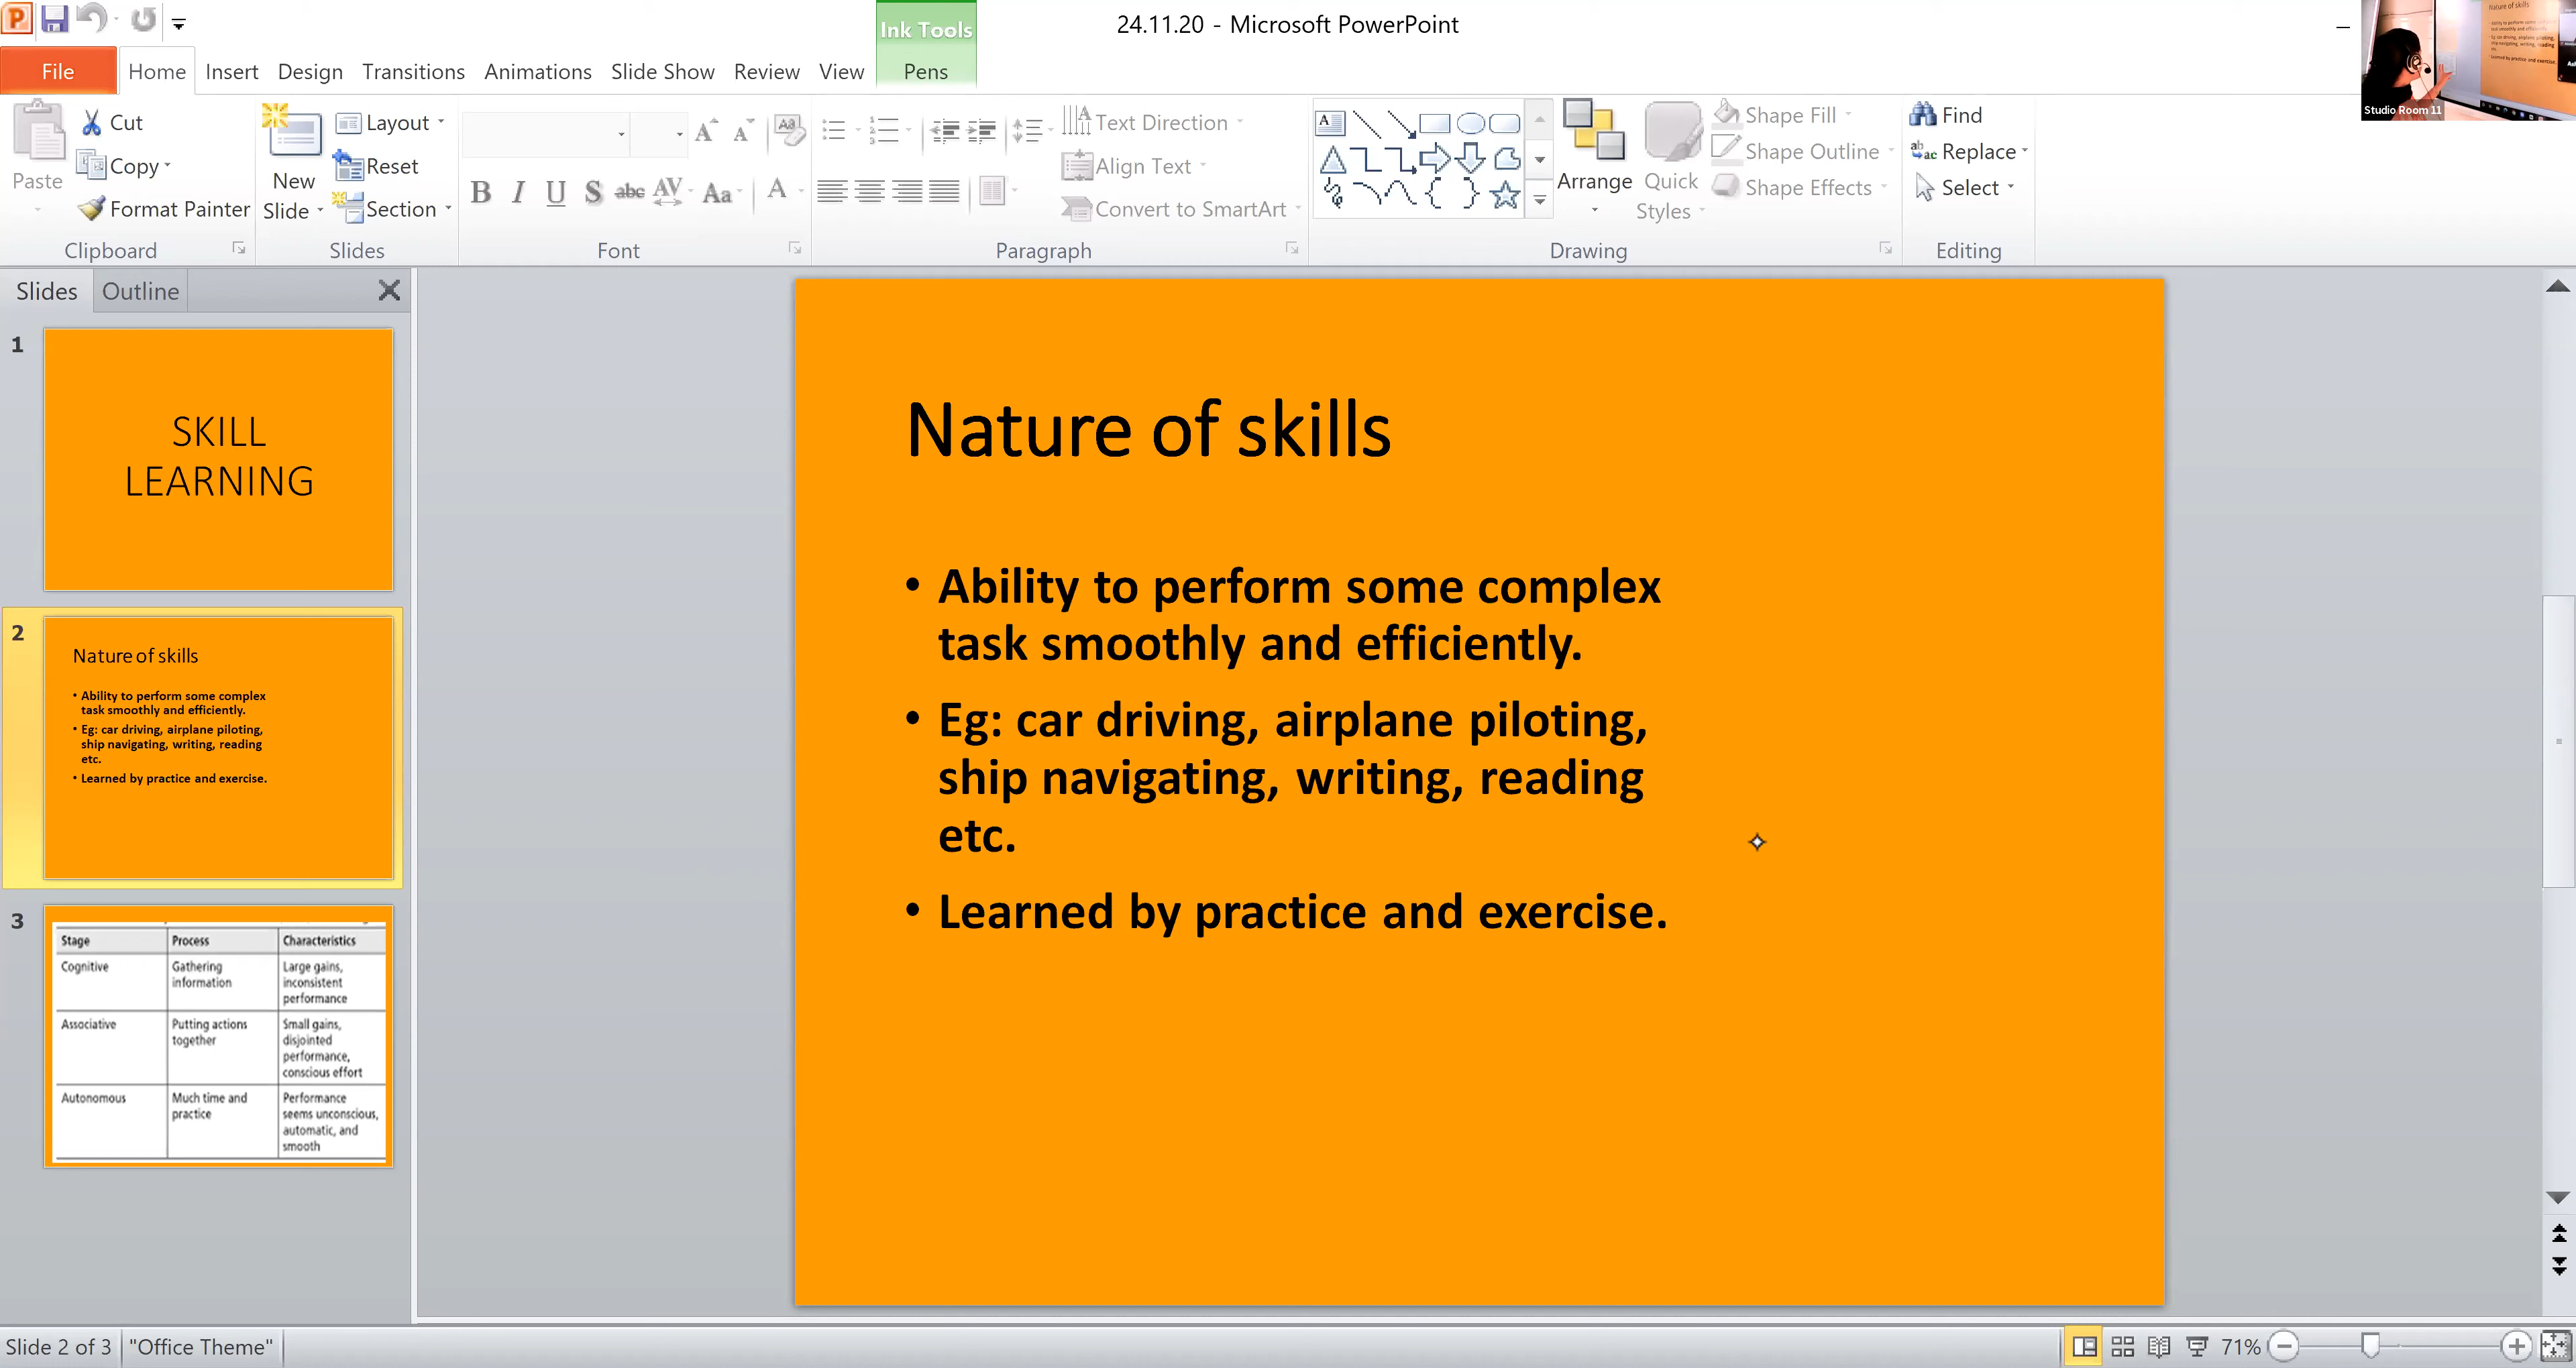 24.11.20 - Microsoft PowerPoint
Ink Tools
File Home Insert Design Transitions Animations Slide Show Review View Pens
Paste
Cut
Copy
Format Painter
Clipboard
New
Slide
Layout
Reset
Section
Slides
B I U S abc AV Aa A
Font
Text Direction
Align Text
Convert to SmartArt
Paragraph
Arrange
Quick
Styles
Shape Fill
Shape Outline
Shape Effects
Drawing
Find
Replace
Select
Editing
Nature of skills
Studio Room 11
Slides Outline
1
SKILL
LEARNING
2
Nature of skills
• Ability to perform some complex
task smoothly and efficiently.
• Eg: car driving, airplane piloting,
ship navigating, writing, reading
etc.
• Learned by practice and exercise.
3
Stage Process Characteristics
Cognitive Gathering Large gains,
information inconsistent
performance
Associative Putting actions Small gains,
together disjointed
performance,
conscious effort
Autonomous Much time and Performance
practice seems unconscious,
automatic, and
smooth
Nature of skills
• Ability to perform some complex
task smoothly and efficiently.
• Eg: car driving, airplane piloting,
ship navigating, writing, reading
etc.
• Learned by practice and exercise.
Slide 2 of 3 "Office Theme" 71%